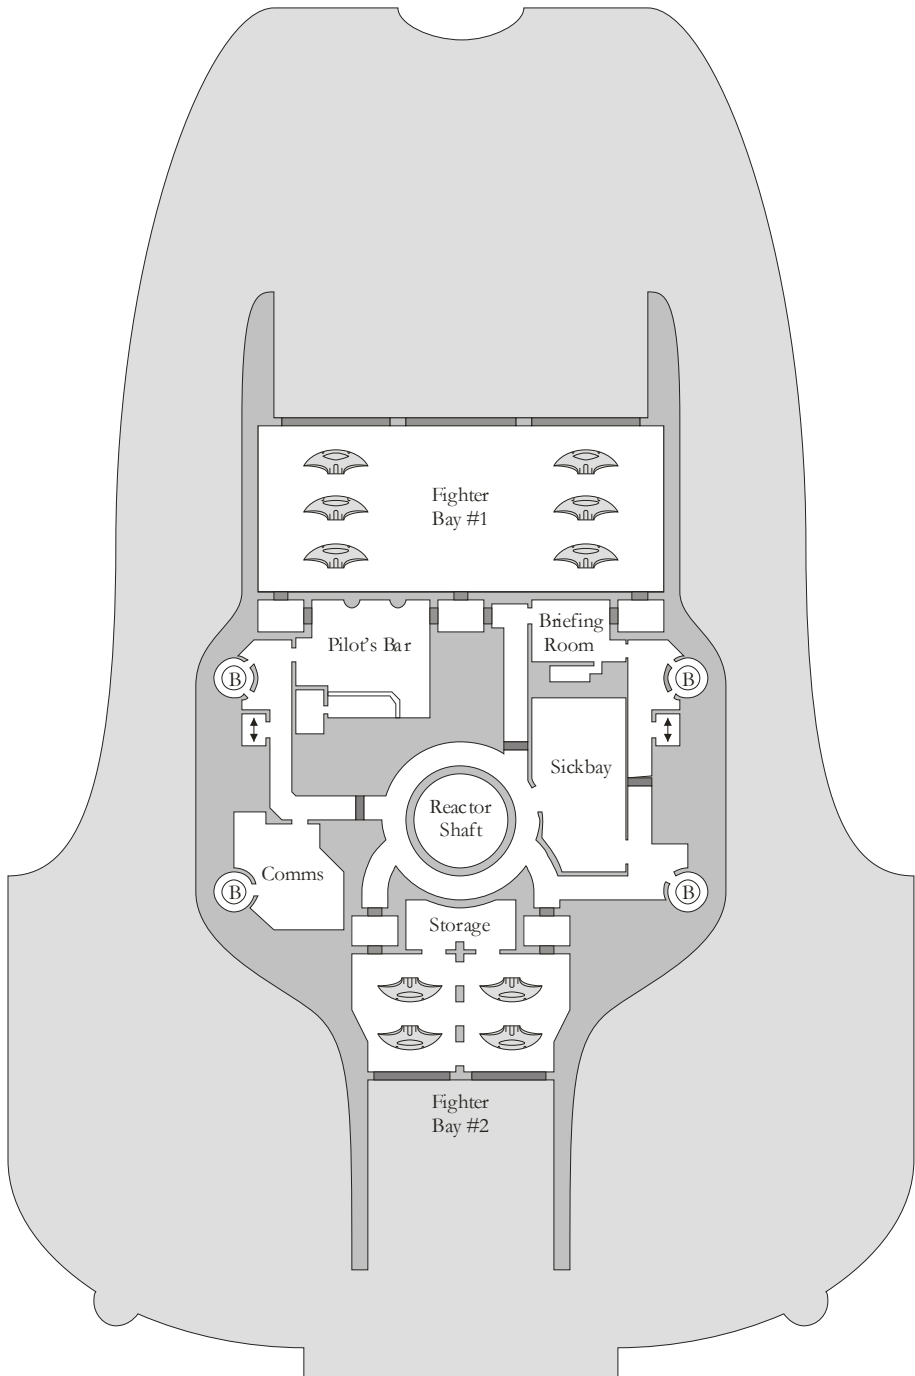 Fighter
Bay #1
Pilot's Bar
Briefing
Room
B
B
Sickbay
Reactor
Shaft
Comms
B
B
Storage
Fighter
Bay #2